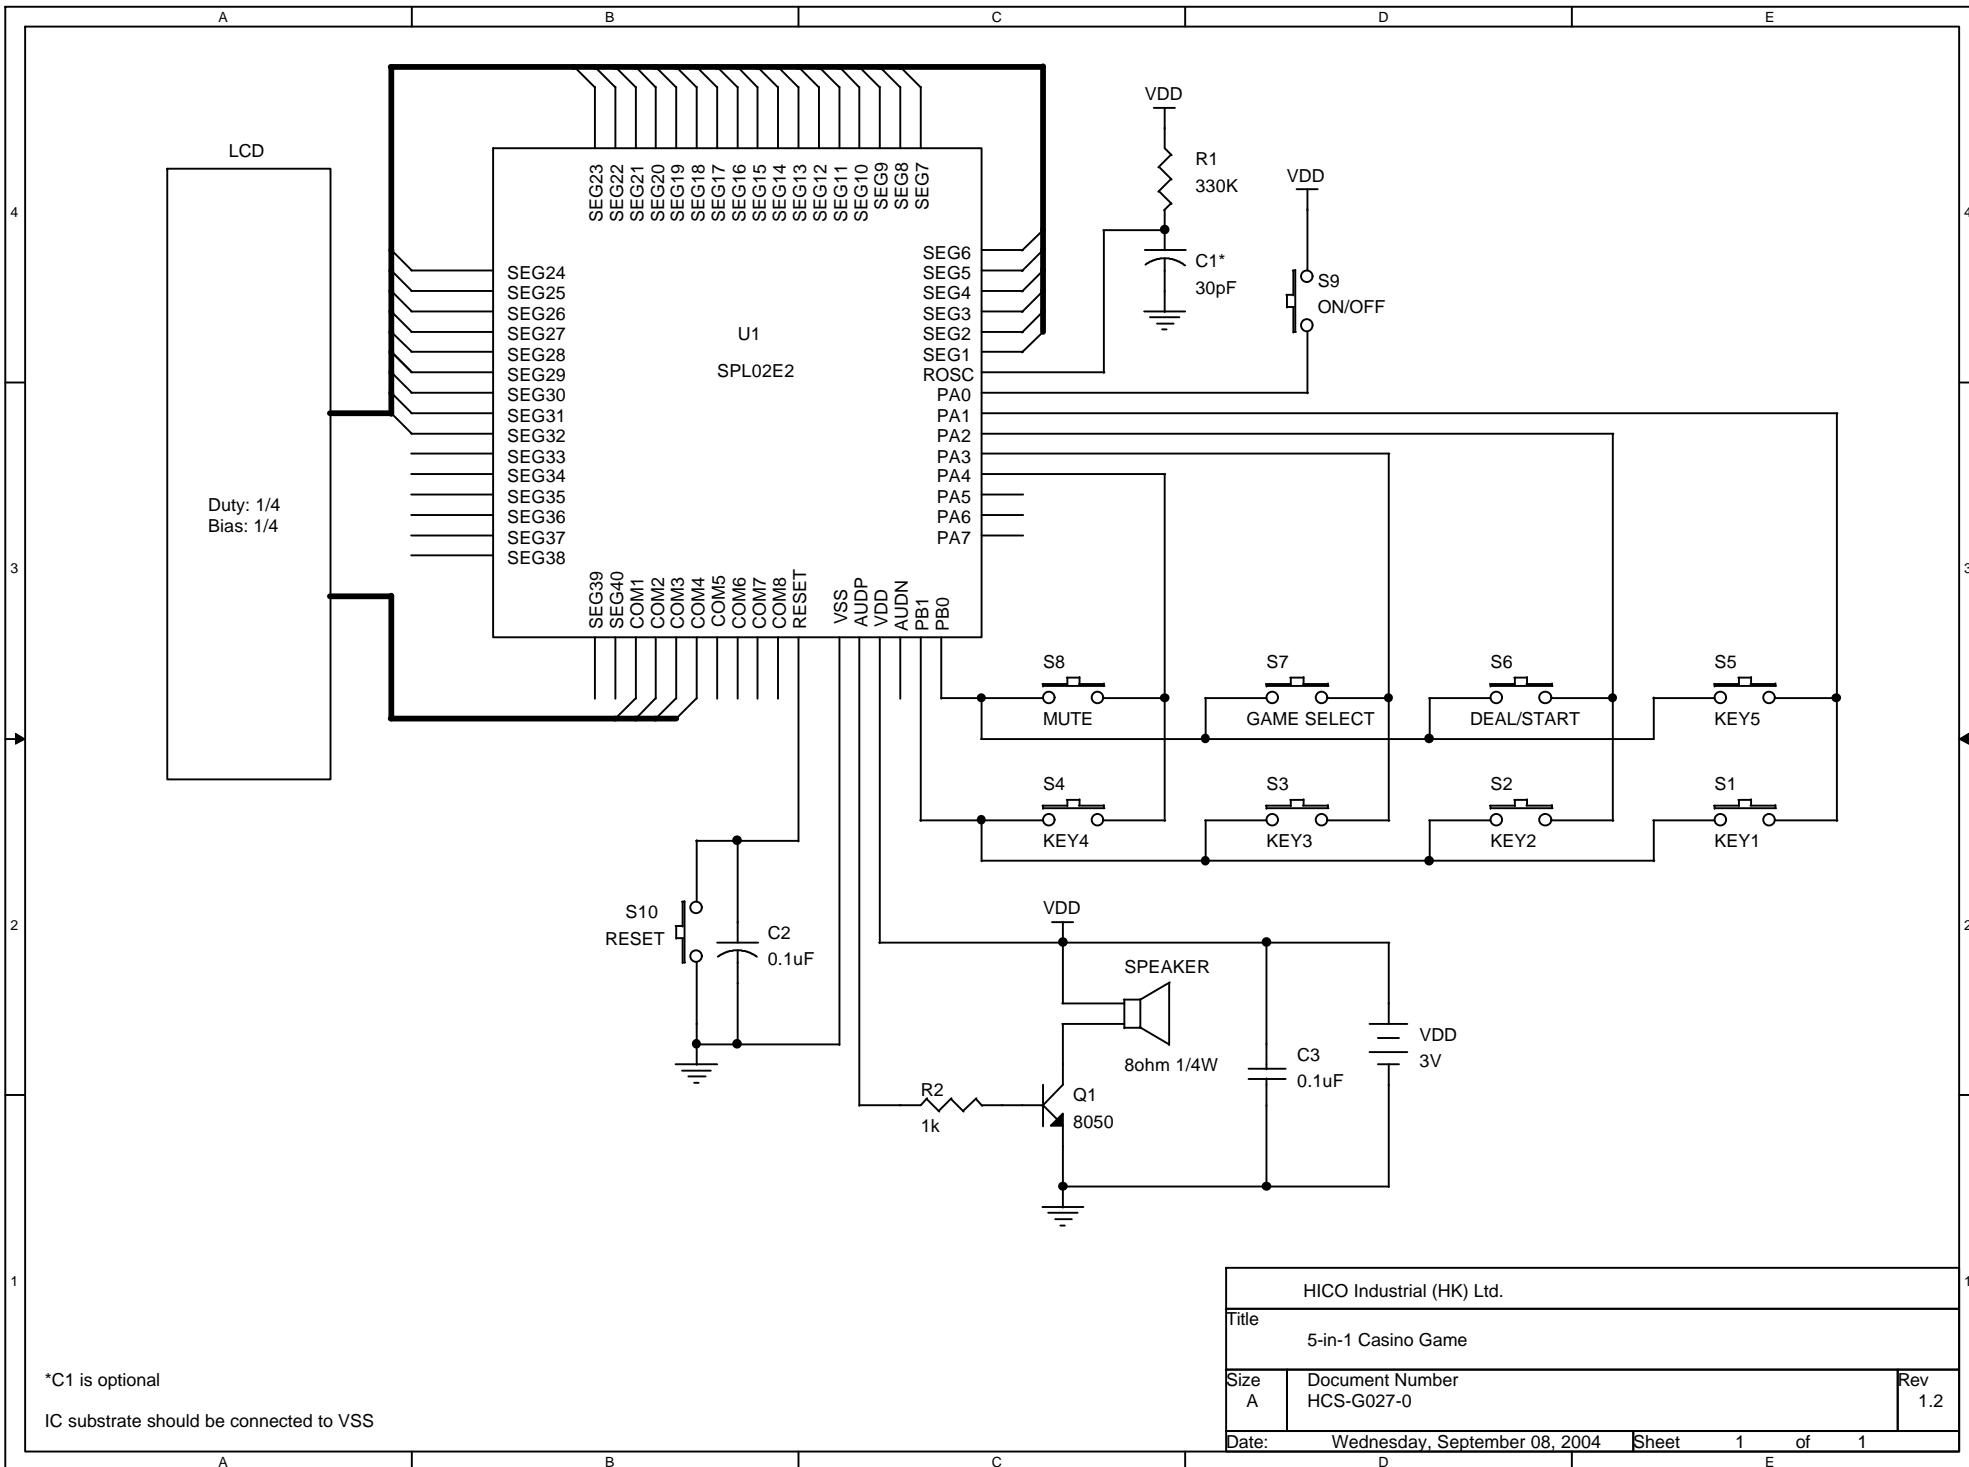 A B C D E
4
3
2
1
4
3
2
1
LCD
Duty: 1/4
Bias: 1/4
SEG23
SEG22
SEG21
SEG20
SEG19
SEG18
SEG17
SEG16
SEG15
SEG14
SEG13
SEG12
SEG11
SEG10
SEG9
SEG8
SEG7
SEG24
SEG25
SEG26
SEG27
SEG28
SEG29
SEG30
SEG31
SEG32
SEG33
SEG34
SEG35
SEG36
SEG37
SEG38
U1
SPL02E2
SEG6
SEG5
SEG4
SEG3
SEG2
SEG1
ROSC
PA0
PA1
PA2
PA3
PA4
PA5
PA6
PA7
SEG39
SEG40
COM1
COM2
COM3
COM4
COM5
COM6
COM7
COM8
RESET
VSS
AUDP
VDD
AUDN
PB1
PB0
VDD
R1
330K
C1*
30pF
VDD
S9
ON/OFF
S8
MUTE
S7
GAME SELECT
S6
DEAL/START
S5
KEY5
S4
KEY4
S3
KEY3
S2
KEY2
S1
KEY1
S10
RESET
C2
0.1uF
VDD
SPEAKER
8ohm 1/4W
R2
1k
Q1
8050
C3
0.1uF
VDD
3V
*C1 is optional
IC substrate should be connected to VSS
HICO Industrial (HK) Ltd.
Title
5-in-1 Casino Game
Size
A
Document Number
HCS-G027-0
Rev
1.2
Date: Wednesday, September 08, 2004 Sheet 1 of 1
A B C D E